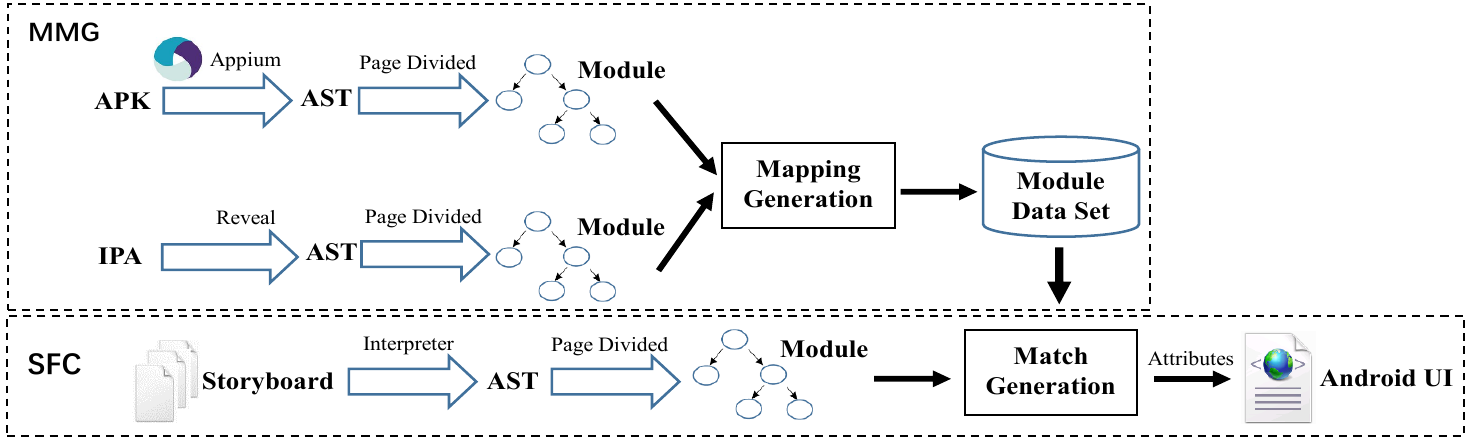 MMG
Appium
Page Divided
Module
APK
AST
Mapping
Generation
Module
Data Set
Reveal
Page Divided
Module
IPA
AST
SFC
Storyboard
Interpreter
AST
Page Divided
Module
Match
Generation
Attributes
Android UI